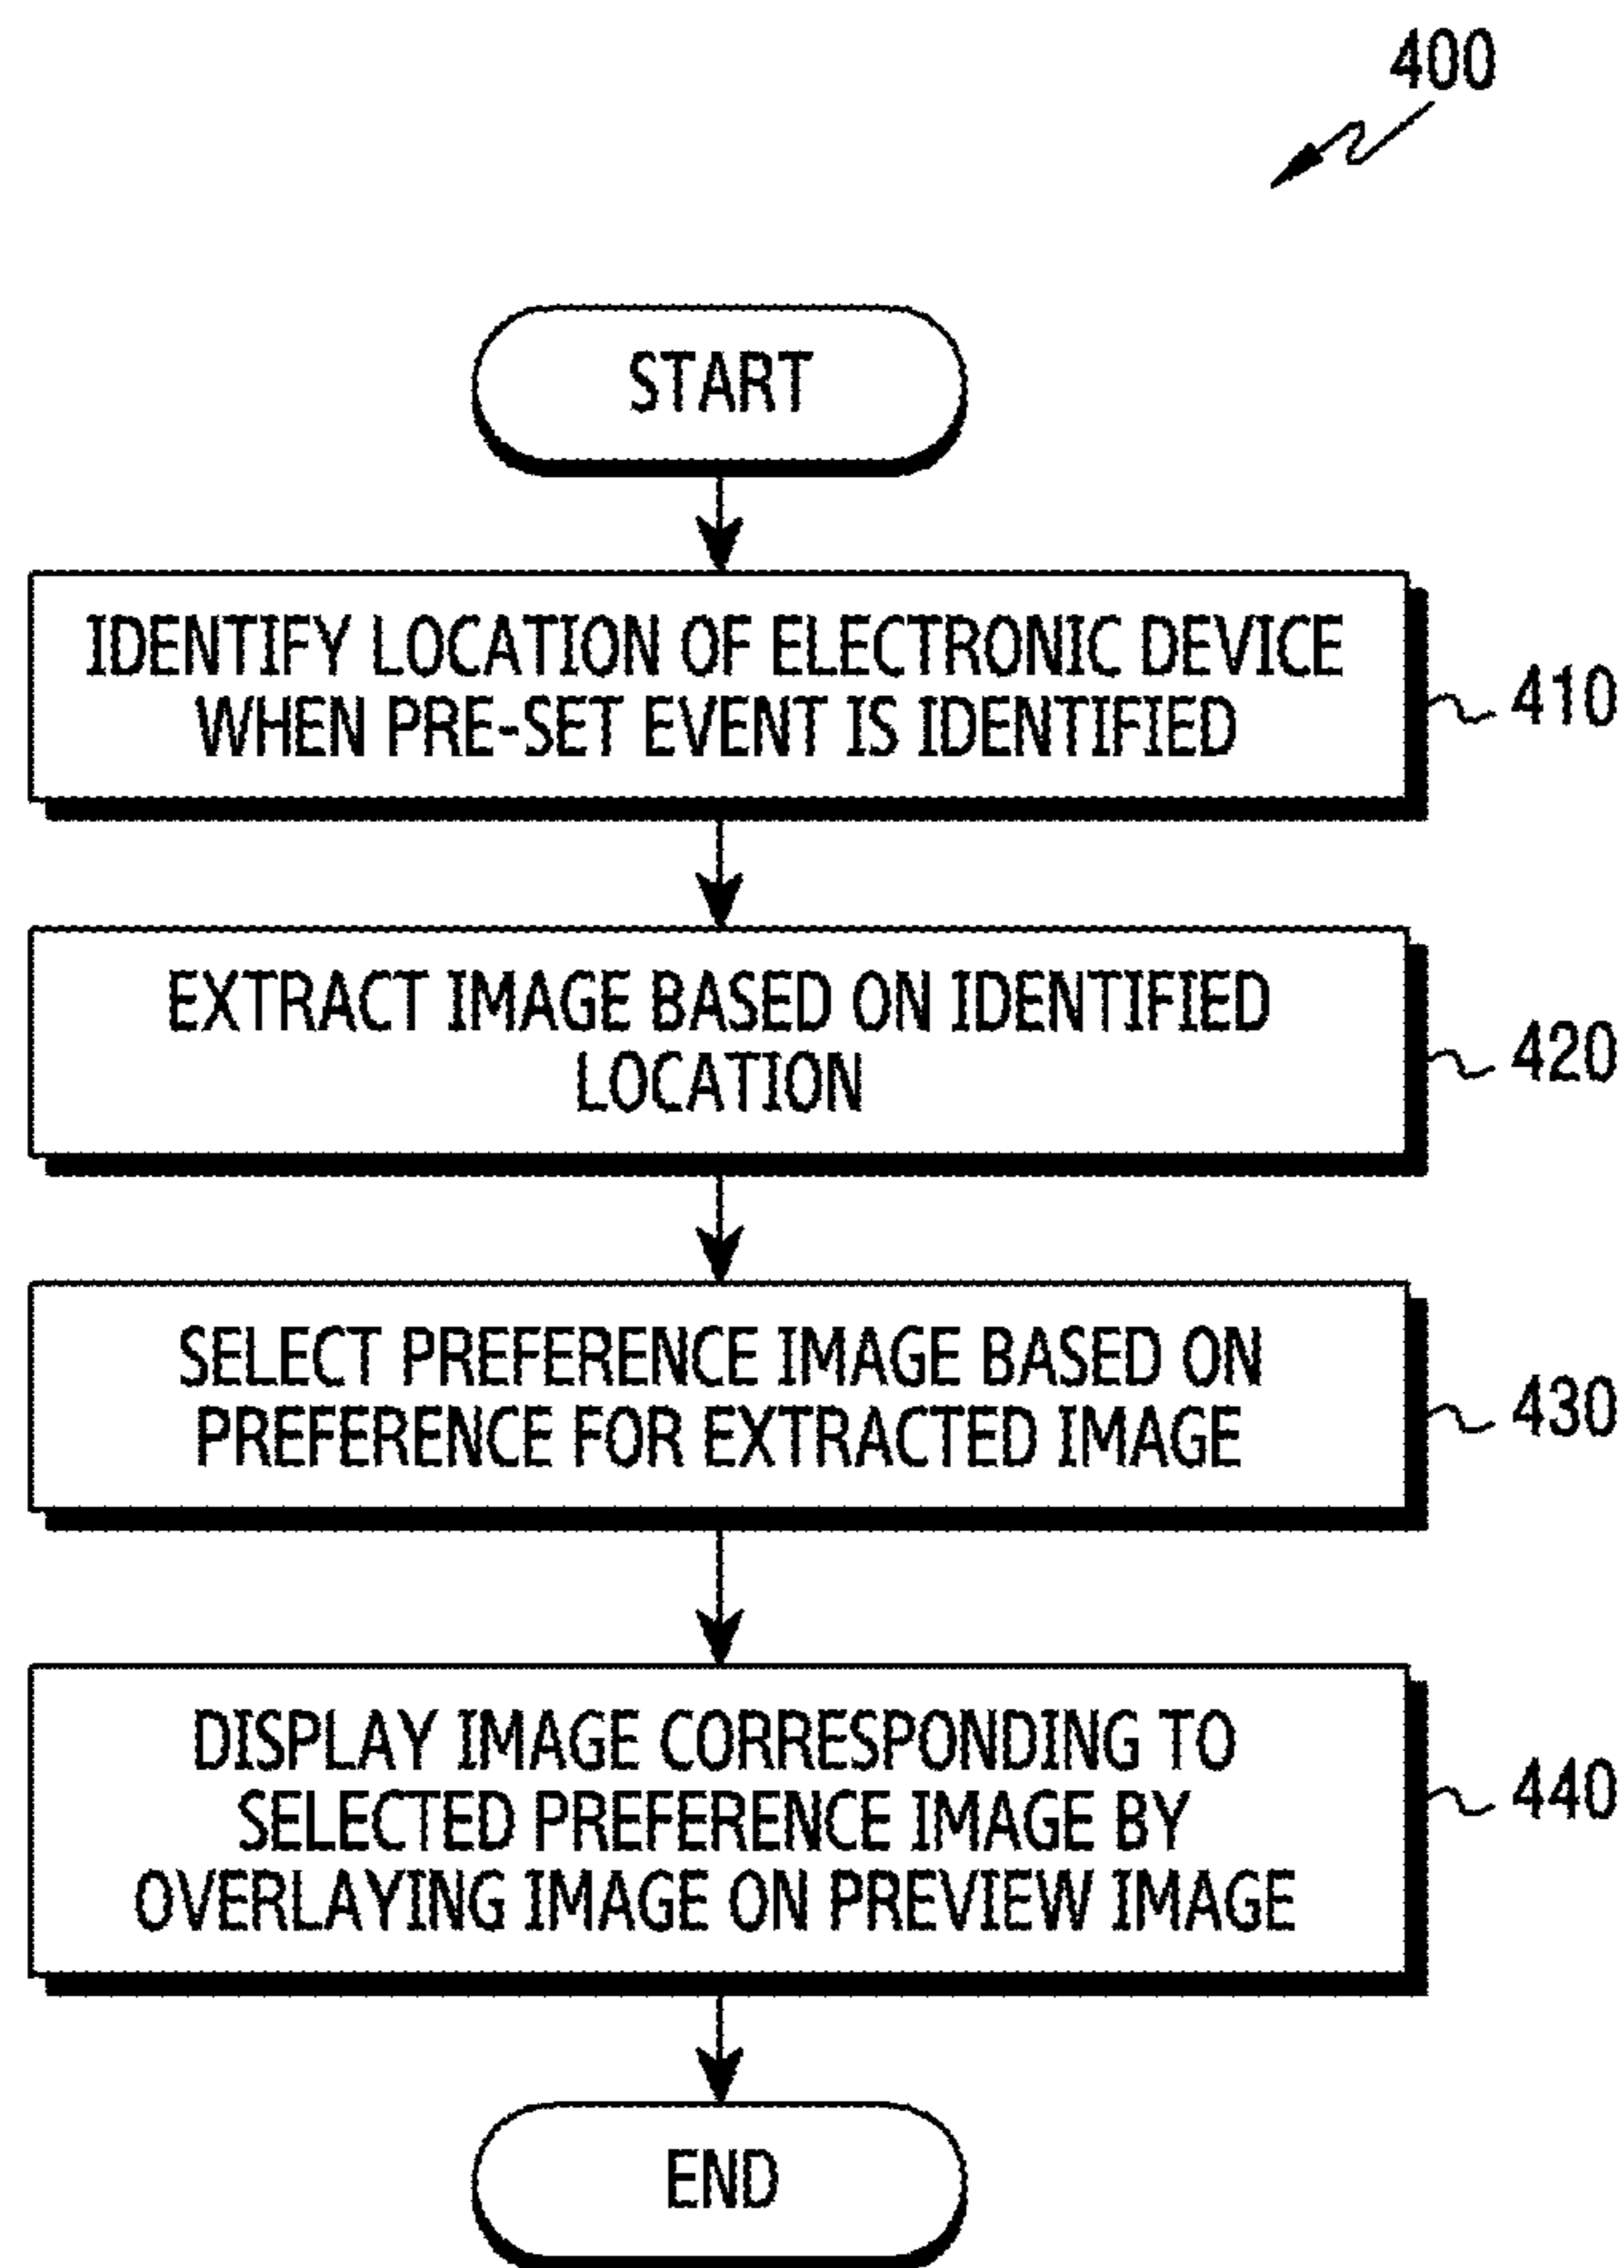 400
START
IDENTIFY LOCATION OF ELECTRONIC DEVICE
WHEN PRE-SET EVENT IS IDENTIFIED
410
EXTRACT IMAGE BASED ON IDENTIFIED
LOCATION
420
SELECT PREFERENCE IMAGE BASED ON
PREFERENCE FOR EXTRACTED IMAGE
430
DISPLAY IMAGE CORRESPONDING TO
SELECTED PREFERENCE IMAGE BY
OVERLAYING IMAGE ON PREVIEW IMAGE
440
END